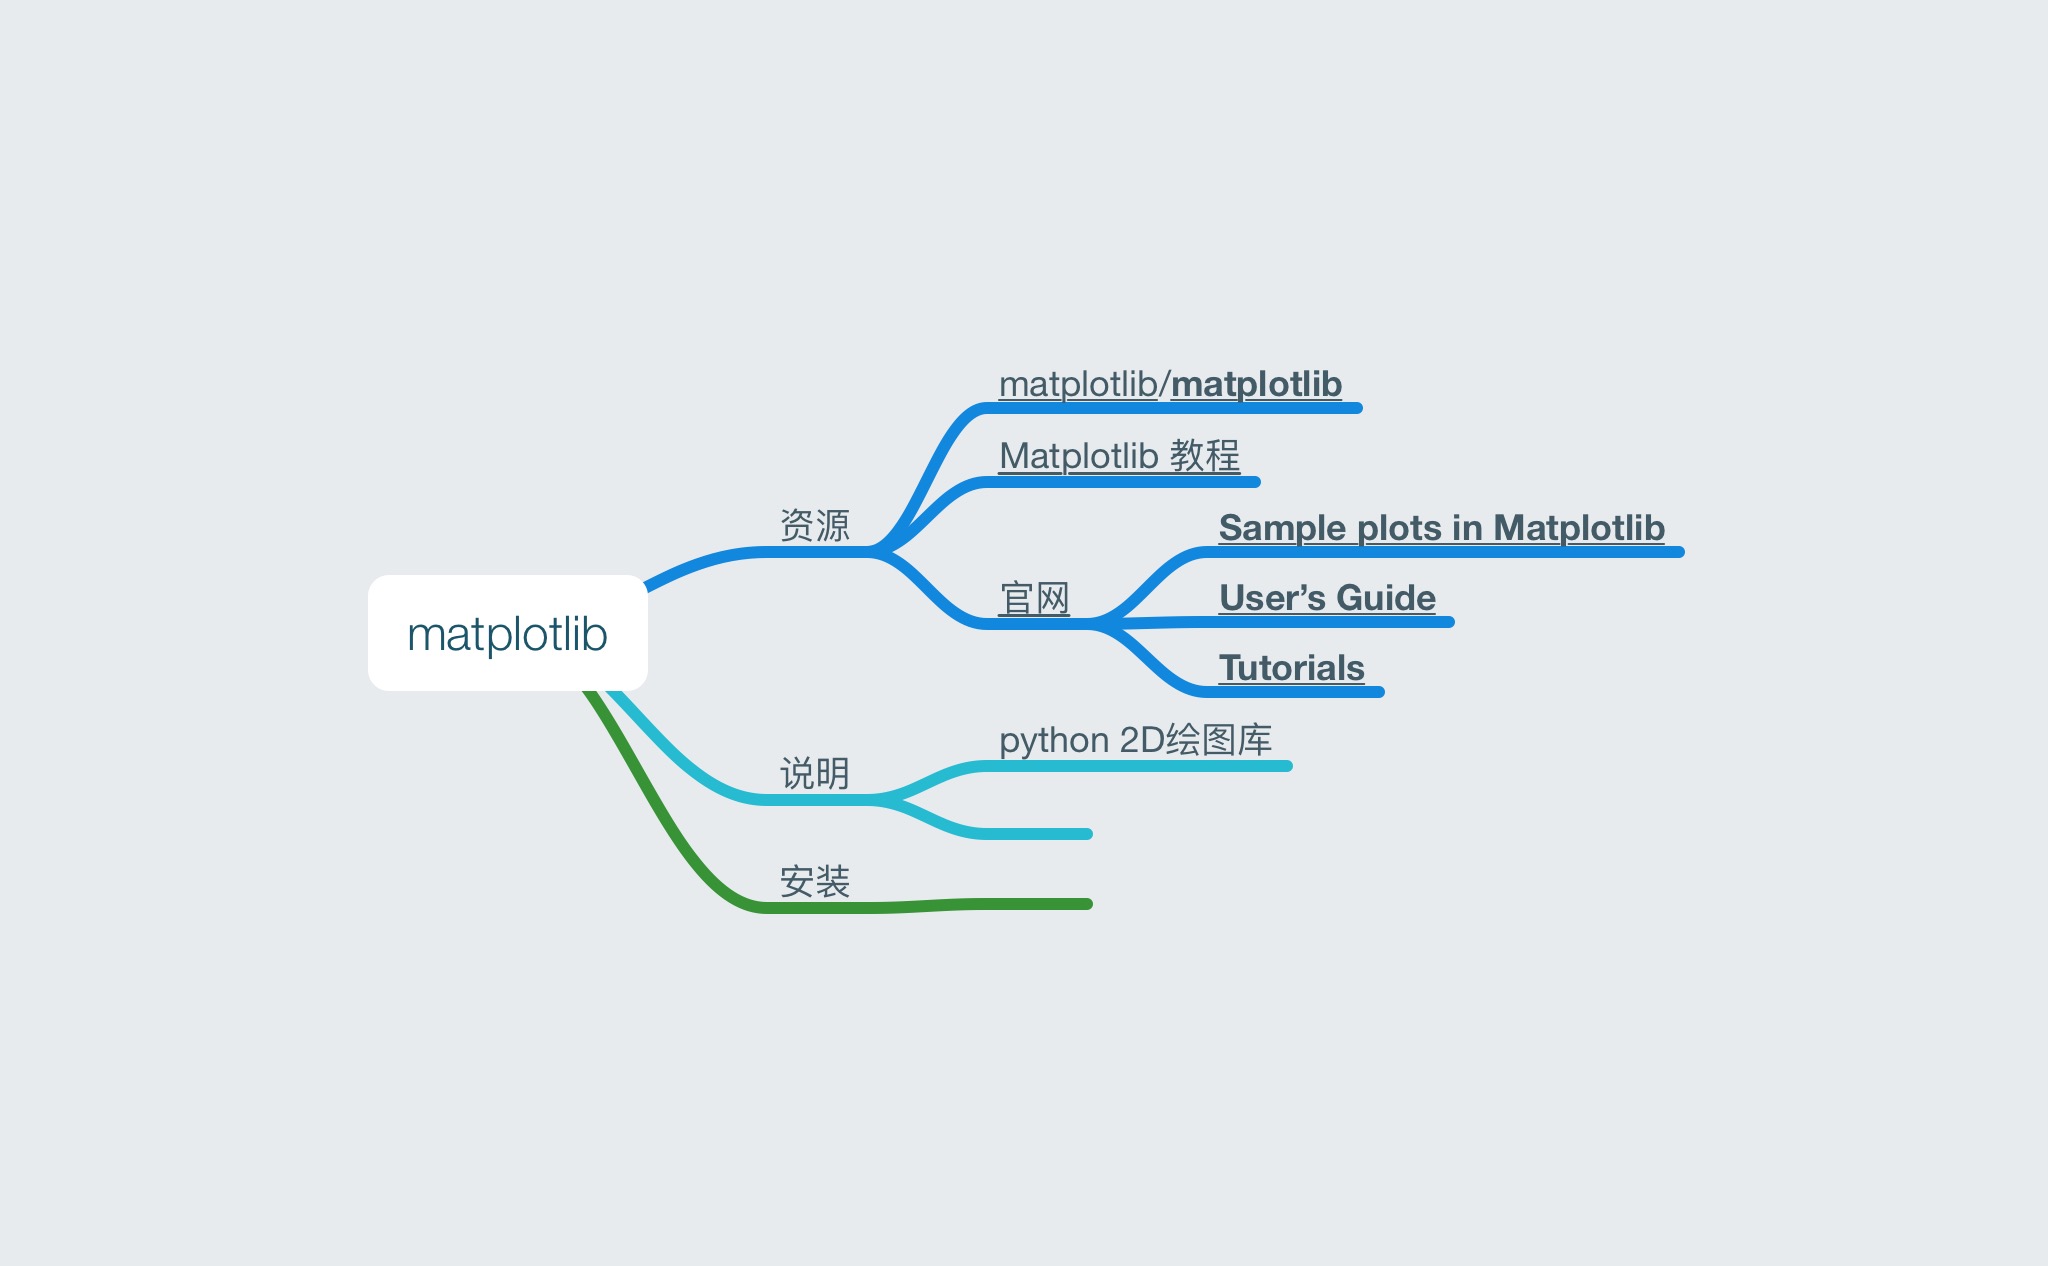 matplotlib
资源
matplotlib/matplotlib
Matplotlib 教程
官网
Sample plots in Matplotlib
User’s Guide
Tutorials
说明
python 2D绘图库
安装